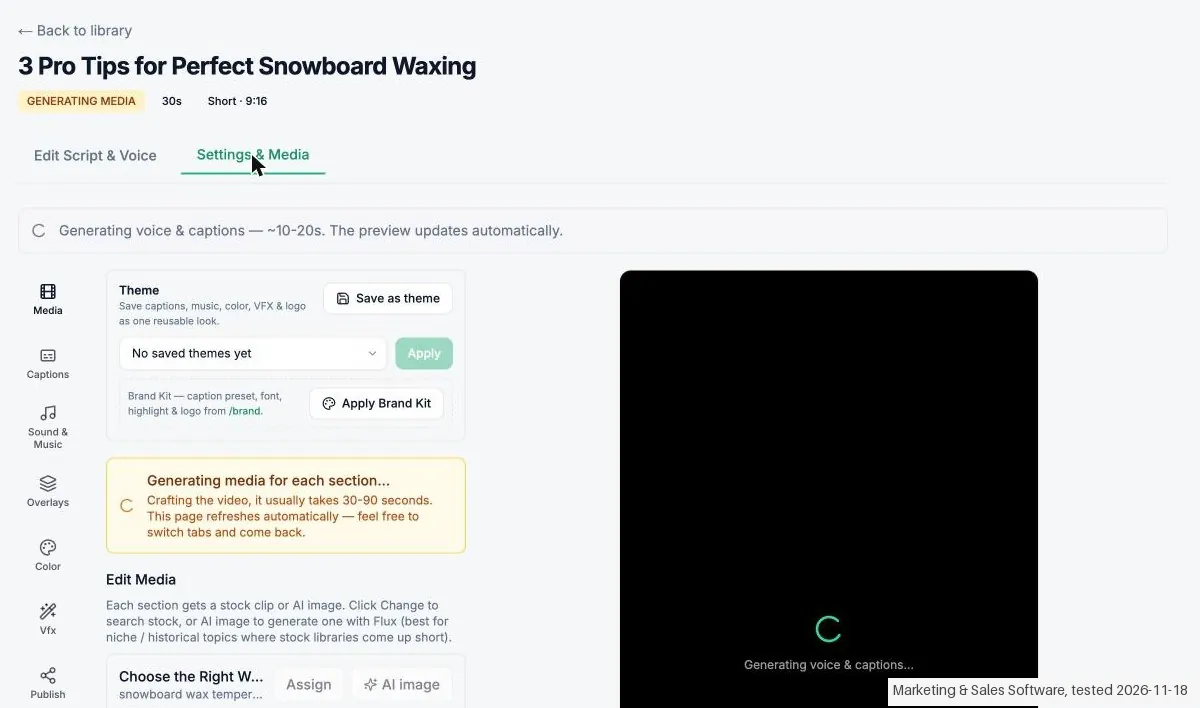 ← Back to library
3 Pro Tips for Perfect Snowboard Waxing
GENERATING MEDIA 30s Short · 9:16
Edit Script & Voice Settings & Media
Generating voice & captions — ~10-20s. The preview updates automatically.
Media
Captions
Sound &
Music
Overlays
Color
Vfx
Publish
Theme
Save captions, music, color, VFX & logo
as one reusable look.
Save as theme
No saved themes yet
Apply
Brand Kit — caption preset, font,
highlight & logo from /brand.
Apply Brand Kit
Generating media for each section...
Crafting the video, it usually takes 30-90 seconds.
This page refreshes automatically — feel free to
switch tabs and come back.
Edit Media
Each section gets a stock clip or AI image. Click Change to
search stock, or AI image to generate one with Flux (best for
niche / historical topics where stock libraries come up short).
Choose the Right W...
snowboard wax temper...
Assign
AI image
Generating voice & captions...
Marketing & Sales Software, tested 2026-11-18